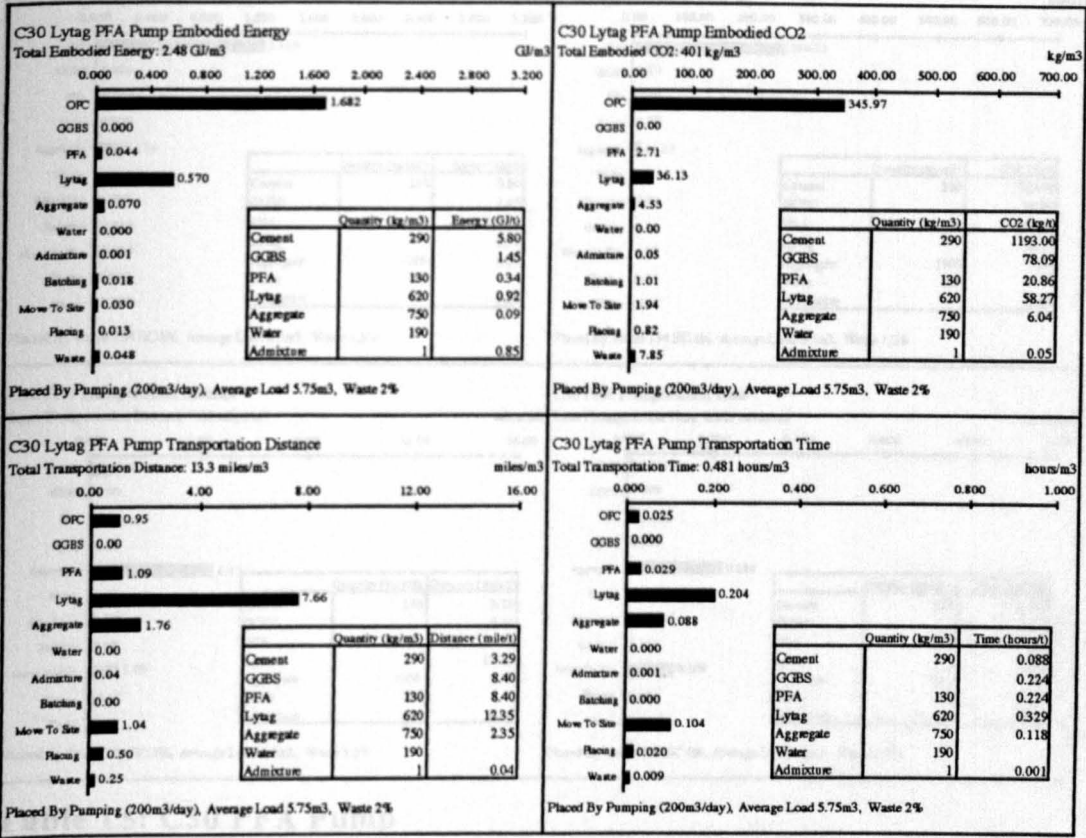 C30 Lytag PFA Pump Embodied Energy
Total Embodied Energy: 2.48 GJ/m3
GJ/m3
0.000 0.400 0.800 1.200 1.600 2.000 2.400 2.800 3.200
OPC 1.682
GGBS 0.000
PFA 0.044
Lytag 0.570
Aggregate 0.070
Water 0.000
Admixture 0.001
Batching 0.018
Move To Site 0.030
Placing 0.013
Waste 0.048
Quantity (kg/m3) Energy (GJ/t)
Cement 290 5.80
GGBS 1.45
PFA 130 0.34
Lytag 620 0.92
Aggregate 750 0.09
Water 190
Admixture 1 0.85
Placed By Pumping (200m3/day), Average Load 5.75m3, Waste 2%
C30 Lytag PFA Pump Embodied CO2
Total Embodied CO2: 401 kg/m3
kg/m3
0.00 100.00 200.00 300.00 400.00 500.00 600.00 700.00
OPC 345.97
GGBS 0.00
PFA 2.71
Lytag 36.13
Aggregate 4.53
Water 0.00
Admixture 0.05
Batching 1.01
Move To Site 1.94
Placing 0.82
Waste 7.85
Quantity (kg/m3) CO2 (kg/t)
Cement 290 1193.00
GGBS 78.09
PFA 130 20.86
Lytag 620 58.27
Aggregate 750 6.04
Water 190
Admixture 1 0.05
Placed By Pumping (200m3/day), Average Load 5.75m3, Waste 2%
C30 Lytag PFA Pump Transportation Distance
Total Transportation Distance: 13.3 miles/m3
miles/m3
0.00 4.00 8.00 12.00 16.00
OPC 0.95
GGBS 0.00
PFA 1.09
Lytag 7.66
Aggregate 1.76
Water 0.00
Admixture 0.04
Batching 0.00
Move To Site 1.04
Placing 0.50
Waste 0.25
Quantity (kg/m3) Distance (mile/t)
Cement 290 3.29
GGBS 8.40
PFA 130 8.40
Lytag 620 12.35
Aggregate 750 2.35
Water 190
Admixture 1 0.04
Placed By Pumping (200m3/day), Average Load 5.75m3, Waste 2%
C30 Lytag PFA Pump Transportation Time
Total Transportation Time: 0.481 hours/m3
hours/m3
0.000 0.200 0.400 0.600 0.800 1.000
OPC 0.025
GGBS 0.000
PFA 0.029
Lytag 0.204
Aggregate 0.088
Water 0.000
Admixture 0.001
Batching 0.000
Move To Site 0.104
Placing 0.020
Waste 0.009
Quantity (kg/m3) Time (hours/t)
Cement 290 0.088
GGBS 0.224
PFA 130 0.224
Lytag 620 0.329
Aggregate 750 0.118
Water 190
Admixture 1 0.001
Placed By Pumping (200m3/day), Average Load 5.75m3, Waste 2%
C30 PFA Pump